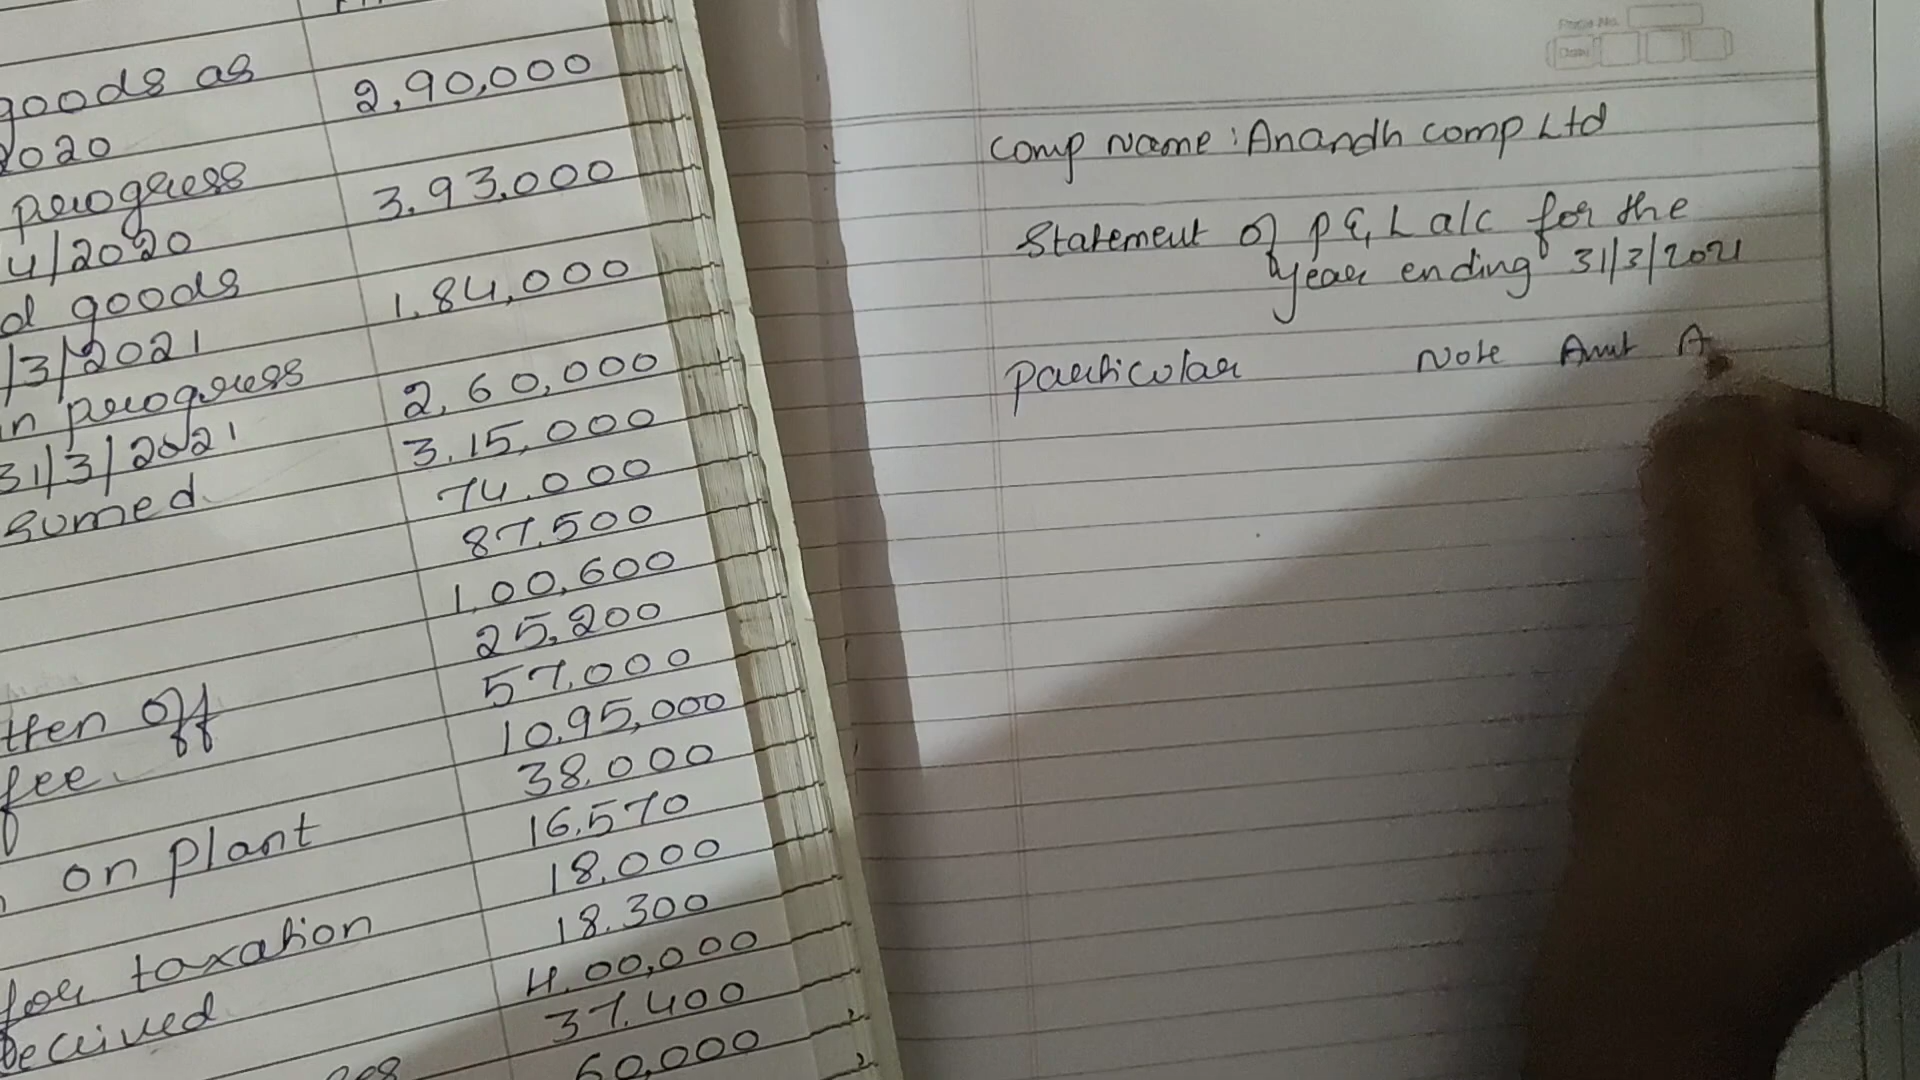 goods as
2,90,000
2020
progress
3,93,000
4/2020
d goods
1,84,000
/3/2021
in progress
2,60,000
31/3/2021
3,15,000
sumed
74,000
87,500
1,00,600
25,200
tten off
57,000
fee
10,95,000
38,000
on plant
16,570
18,000
for taxation
18,300
eceived
4,00,000
37,400
60,000
Page No.
Date
Comp Name : Anandh comp Ltd
Statement of P & L a/c for the
year ending 31/3/2021
Particular Note Amt A